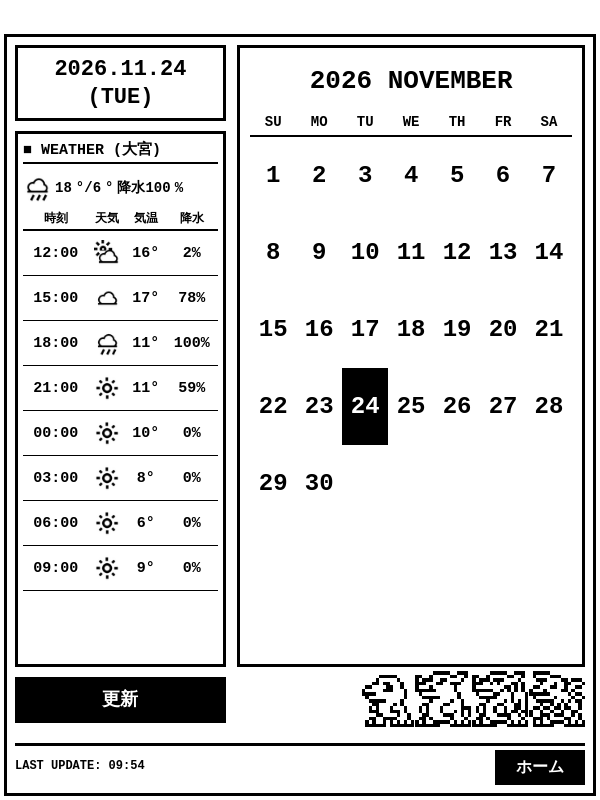 2026.11.24
(TUE)
■ WEATHER (大宮)
18 °/6 ° 降水100 %
時刻 天気 気温 降水
12:00 16° 2%
15:00 17° 78%
18:00 11° 100%
21:00 11° 59%
00:00 10° 0%
03:00 8° 0%
06:00 6° 0%
09:00 9° 0%
更新
2026 NOVEMBER
SU MO TU WE TH FR SA
1 2 3 4 5 6 7
8 9 10 11 12 13 14
15 16 17 18 19 20 21
22 23 24 25 26 27 28
29 30
LAST UPDATE: 09:54
ホーム